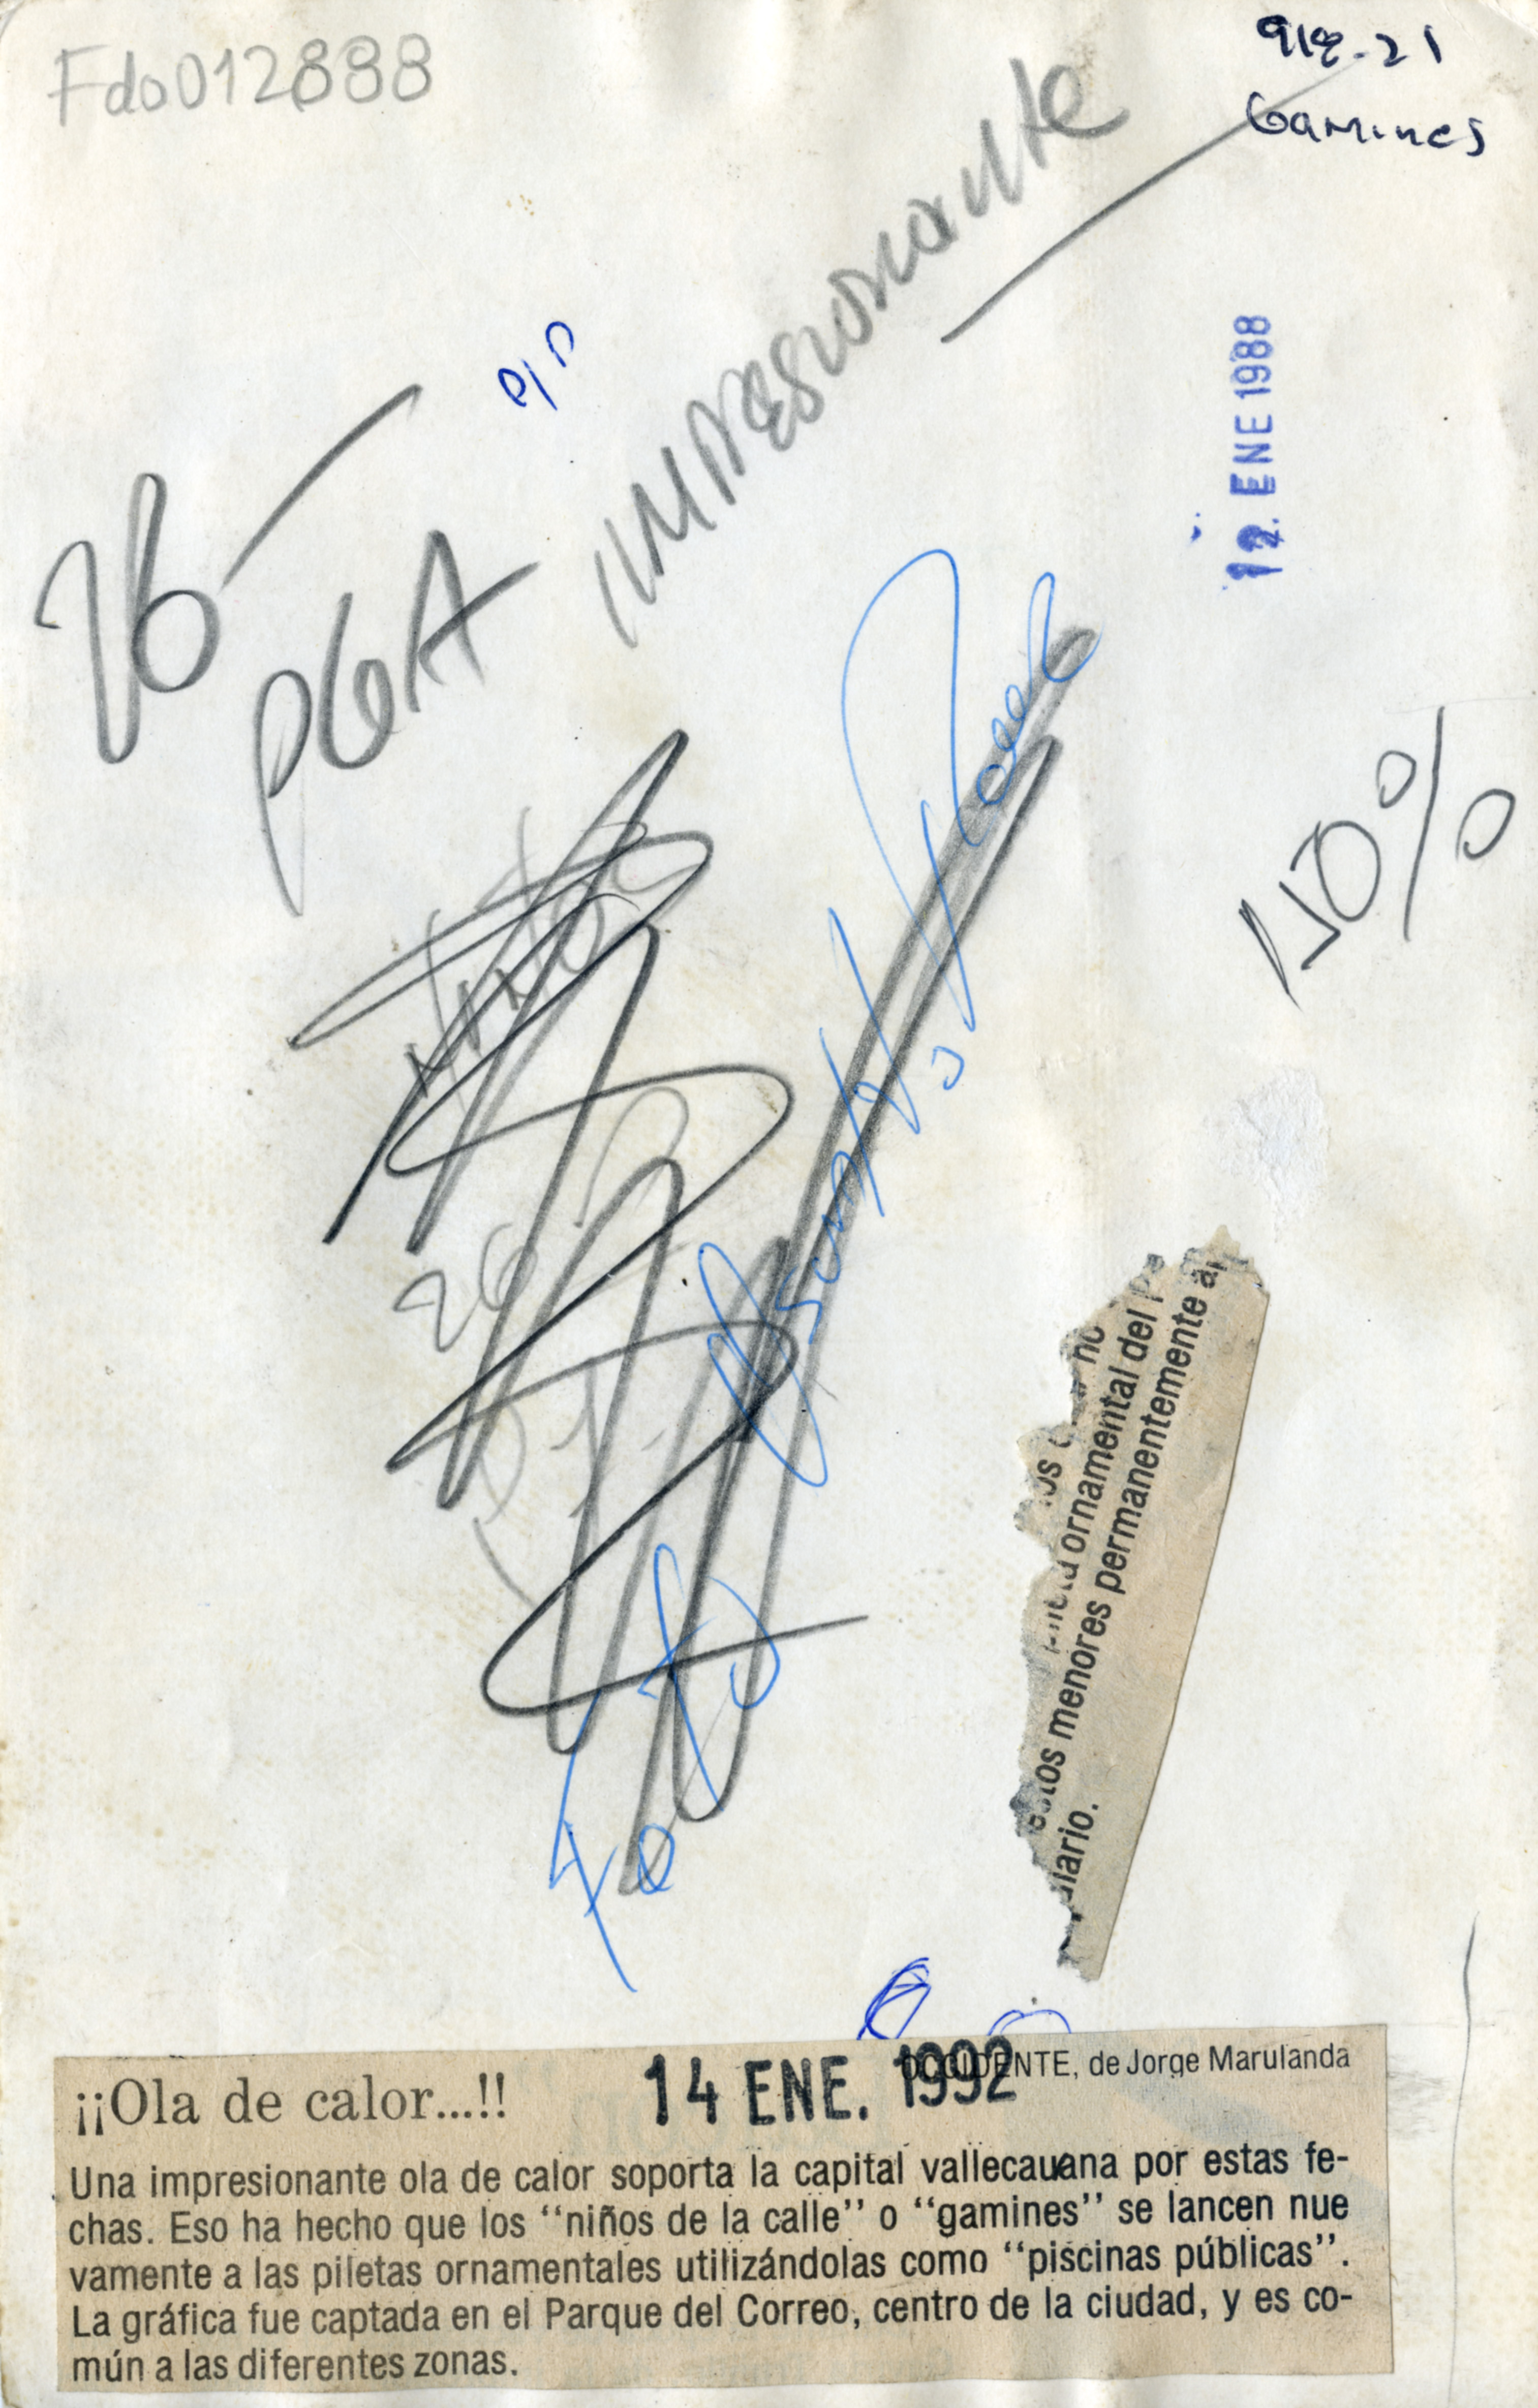 Fdo012888
918-21
Gamines
IMPRESIONANTE
26
PGA
12. ENE 1988
40%
26
Foto
ornamental del
estos menores permanentemente
14 ENE. 1992
OCCIDENTE, de Jorge Marulanda
¡¡Ola de calor...!!
Una impresionante ola de calor soporta la capital vallecaucana por estas fe-
chas. Eso ha hecho que los “niños de la calle” o “gamines” se lancen nue
vamente a las piletas ornamentales utilizándolas como “piscinas públicas”.
La gráfica fue captada en el Parque del Correo, centro de la ciudad, y es co-
mún a las diferentes zonas.